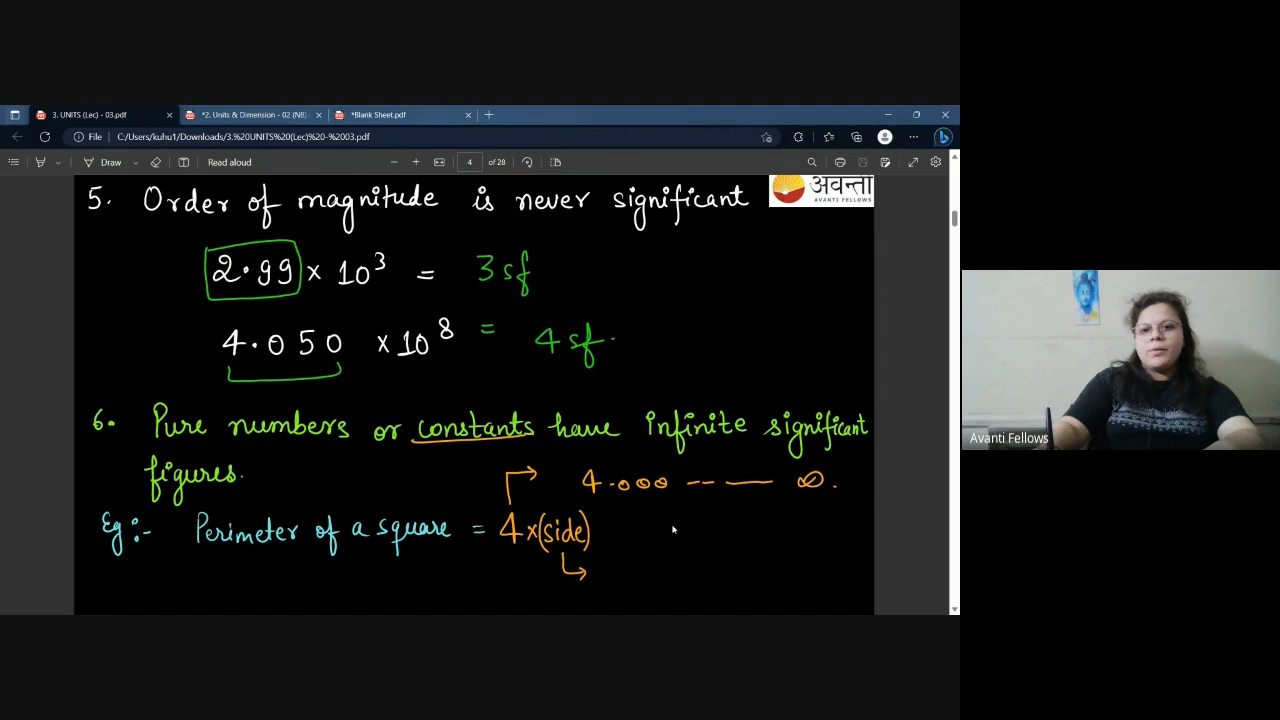 3. UNITS (Lec) - 03.pdf
*2. Units & Dimension - 02 (NB).
*Blank Sheet.pdf
File
C:/Users/kuhu1/Downloads/3.%20UNITS%20(Lec)%20-%2003.pdf
Draw
Read aloud
4 of 28
अवन्ती
AVANTI FELLOWS
5. Order of magnitude is never significant
2.99 × 10³ = 3 sf
4.050 × 10⁸ = 4 sf.
6. Pure numbers or constants have infinite significant
figures.
4.000 -- — ∞.
Eg:- Perimeter of a square = 4×(side)
Avanti Fellows